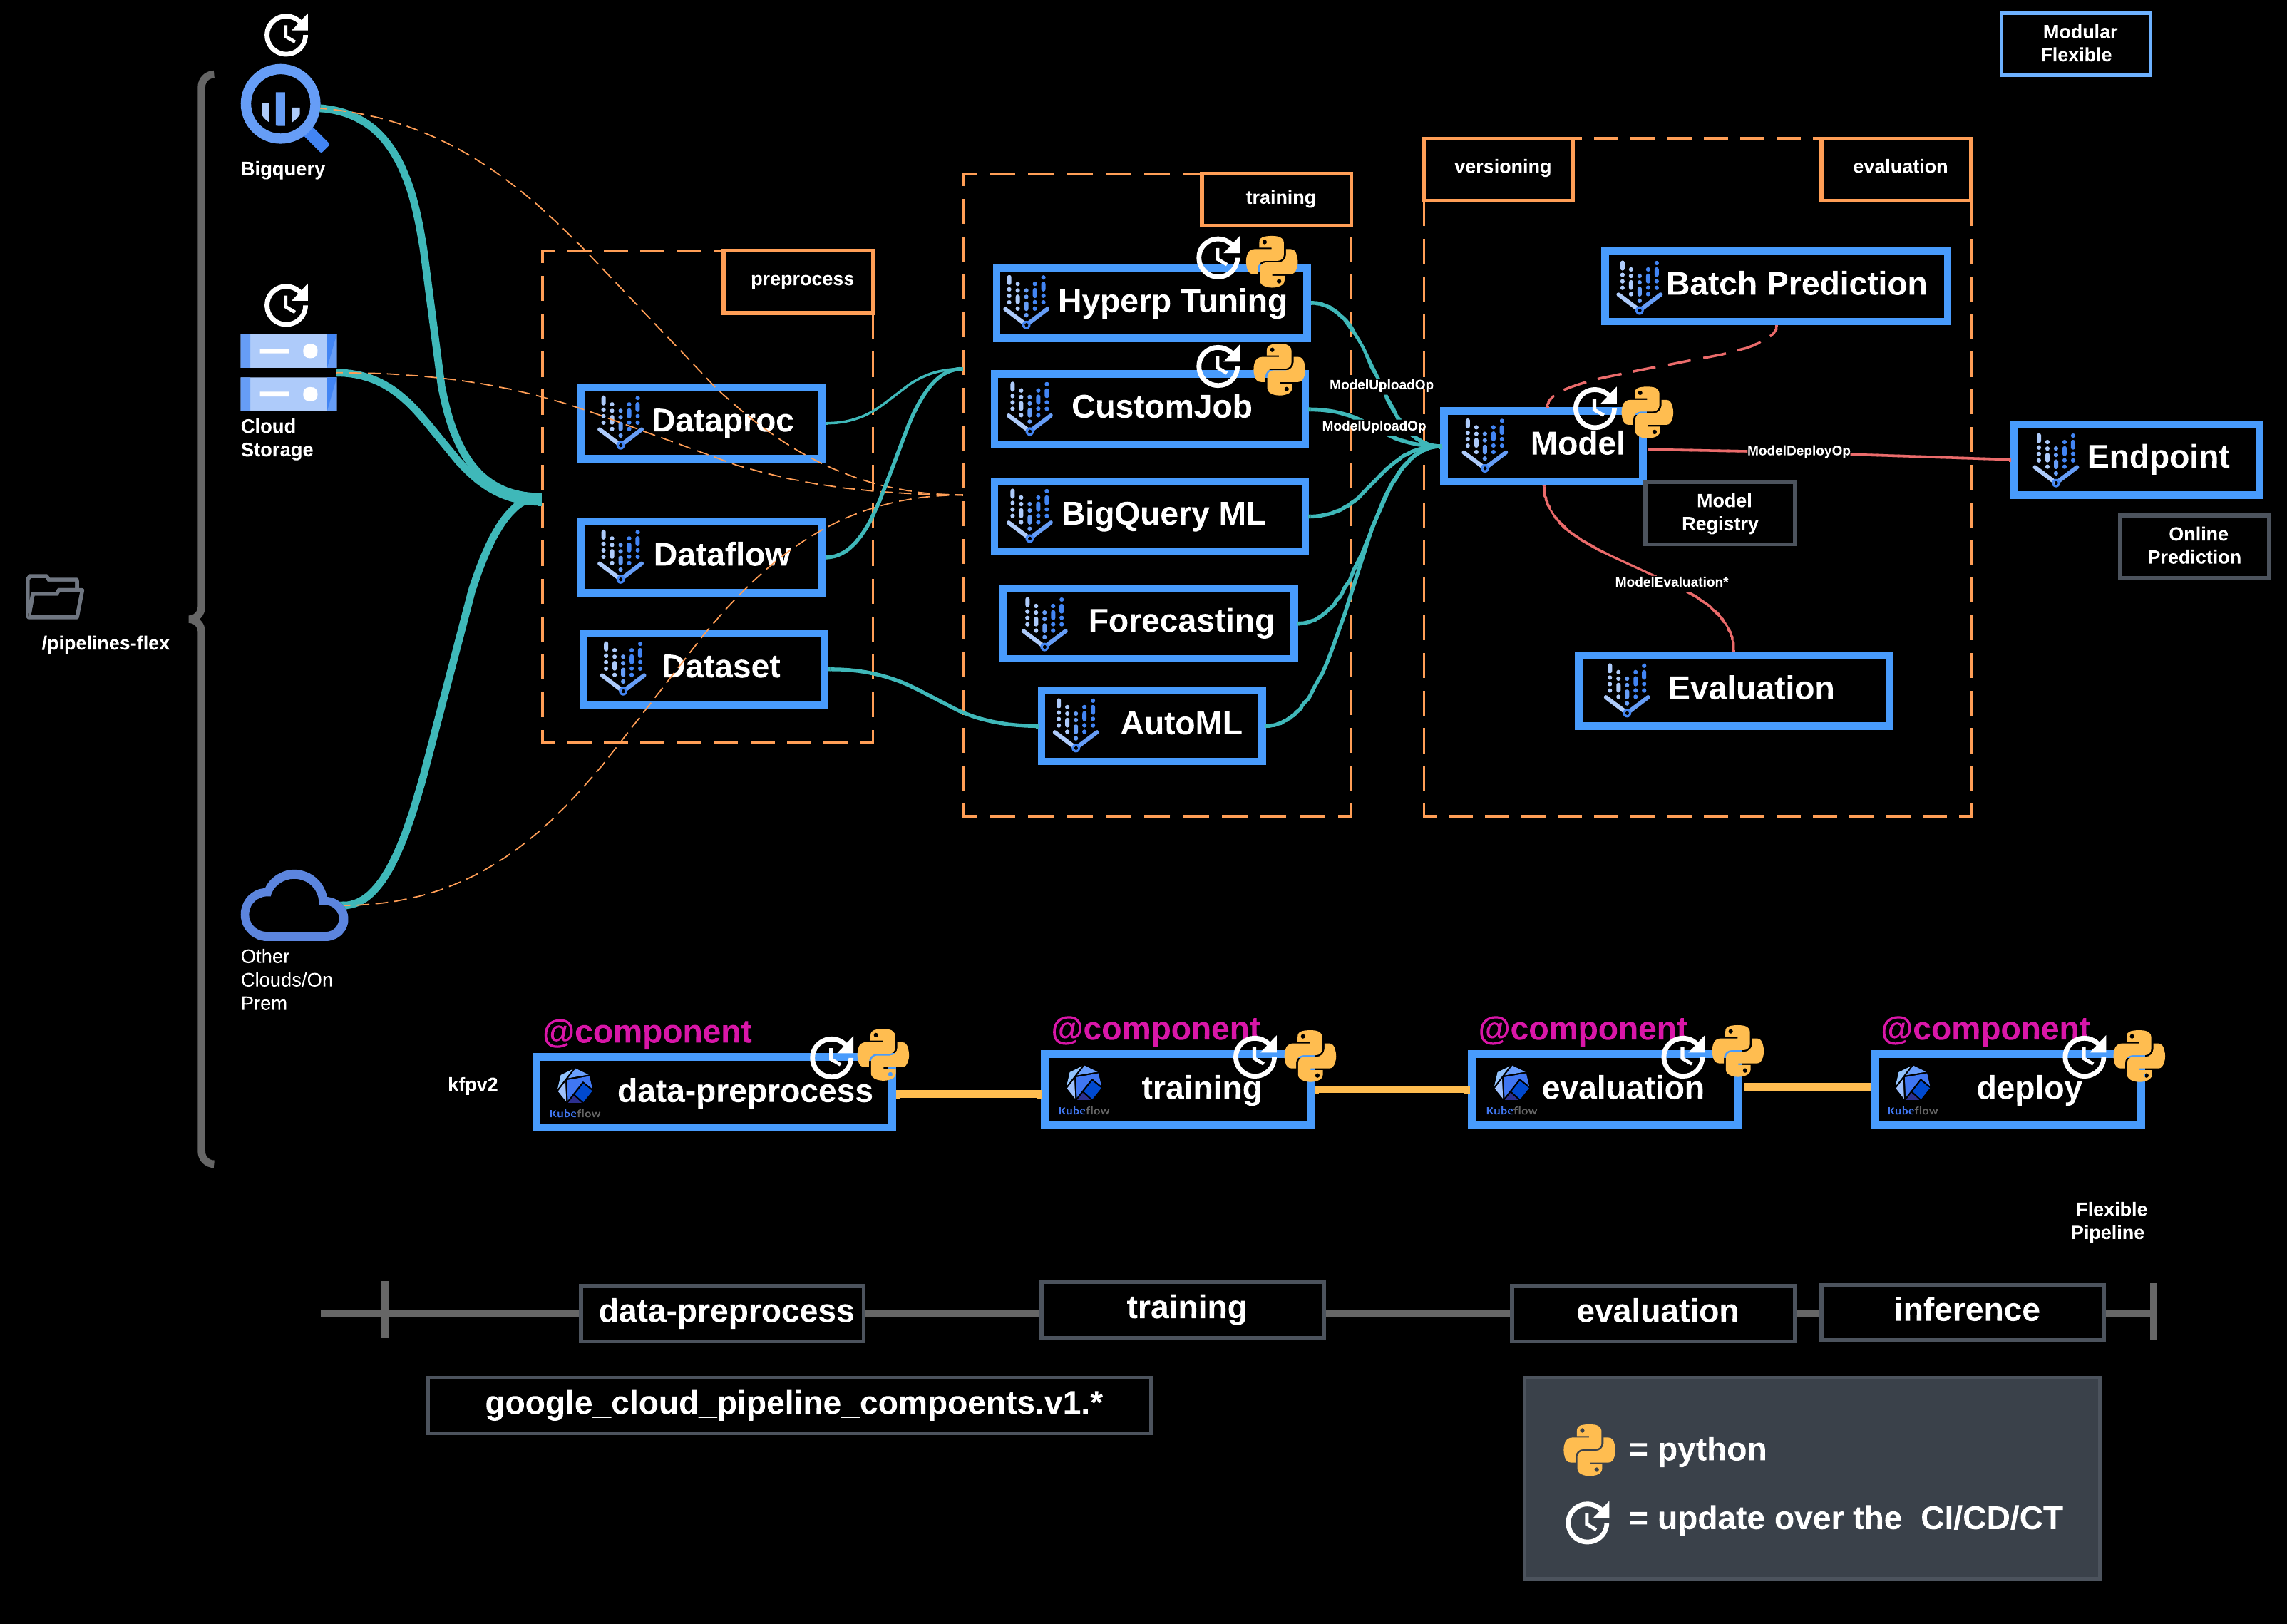 Modular
Flexible
Bigquery
versioning
evaluation
training
preprocess
Batch Prediction
Hyperp Tuning
ModelUploadOp
CustomJob
Cloud
Storage
Dataproc
ModelUploadOp
Model
ModelDeployOp
Endpoint
Model
Registry
BigQuery ML
Online
Prediction
Dataflow
ModelEvaluation*
/pipelines-flex
Forecasting
Dataset
Evaluation
AutoML
Other
Clouds/On
Prem
@component
@component
@component
@component
kfpv2
data-preprocess
Kubeflow
training
Kubeflow
evaluation
Kubeflow
deploy
Kubeflow
Flexible
Pipeline
data-preprocess
training
evaluation
inference
google_cloud_pipeline_compoents.v1.*
= python
= update over the CI/CD/CT